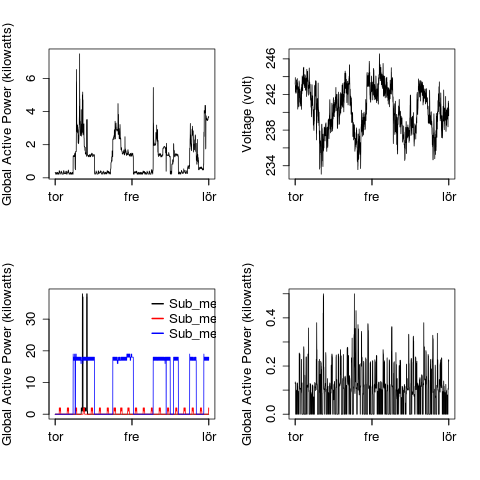 Global Active Power (kilowatts)
0 2 4 6
tor fre lör
Voltage (volt)
234 238 242 246
tor fre lör
Global Active Power (kilowatts)
0 10 20 30
Sub_me
Sub_me
Sub_me
tor fre lör
Global Active Power (kilowatts)
0.0 0.2 0.4
tor fre lör